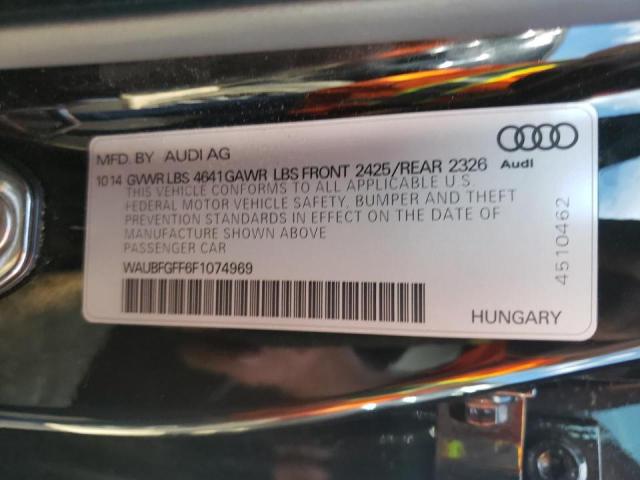 MFD. BY AUDI AG
Audi
1014 GVWR LBS 4641 GAWR LBS FRONT 2425/REAR 2326
THIS VEHICLE CONFORMS TO ALL APPLICABLE U.S.
FEDERAL MOTOR VEHICLE SAFETY, BUMPER AND THEFT
PREVENTION STANDARDS IN EFFECT ON THE DATE OF
MANUFACTURE SHOWN ABOVE
PASSENGER CAR
WAUBFGFF6F1074969
4510462
HUNGARY